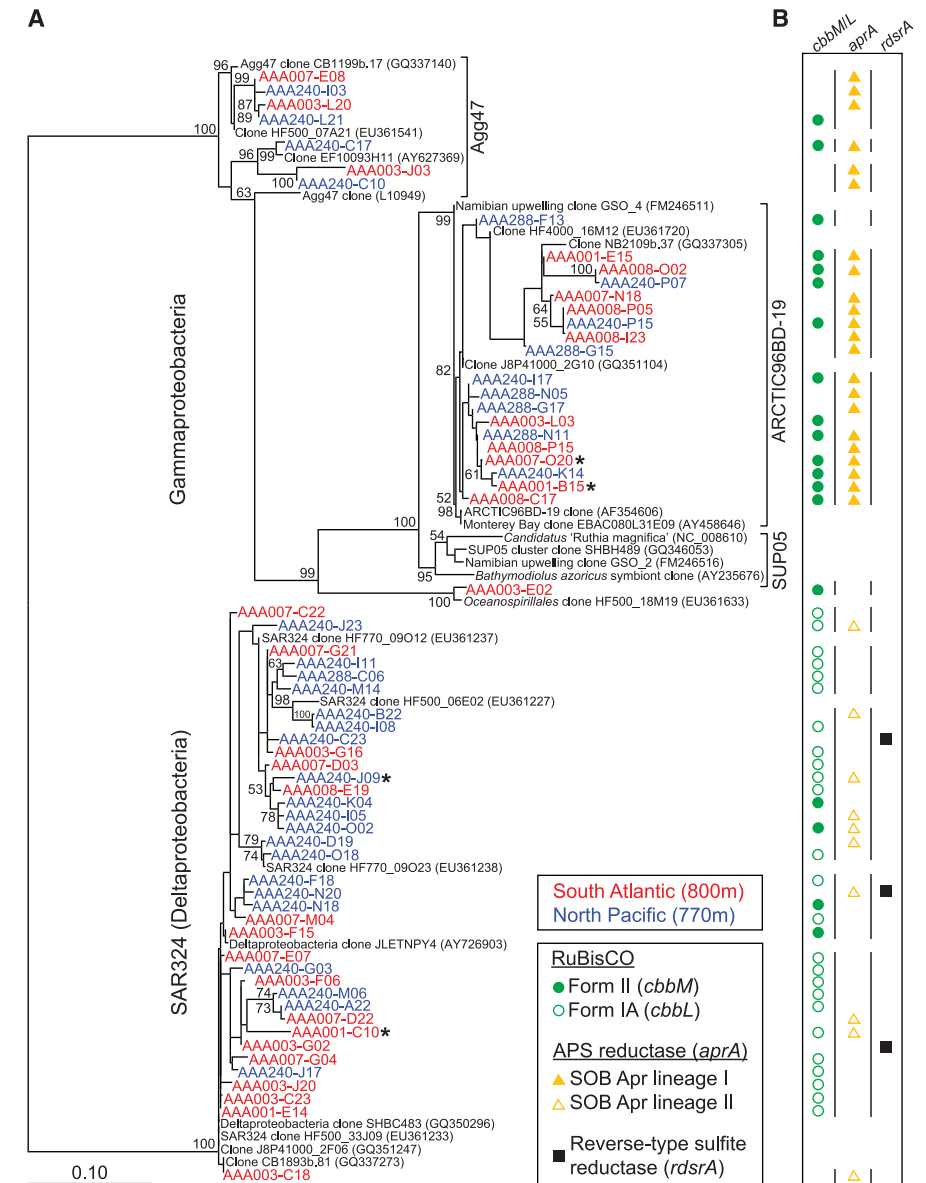 A
B
cbbM/L
aprA
rdsrA
Agg47 clone CB1199b.17 (GQ337140)
96
AAA007-E08
99
AAA240-I03
AAA003-L20
87
AAA240-L21
89
Clone HF500_07A21 (EU361541)
100
AAA240-C17
96
99
Clone EF10093H11 (AY627369)
AAA003-J03
100
AAA240-C10
63
Agg47 clone (L10949)
Agg47
Namibian upwelling clone GSO_4 (FM246511)
99
AAA288-F13
Clone HF4000_16M12 (EU361720)
Clone NB2109b.37 (GQ337305)
AAA001-E15
100
AAA008-O02
AAA240-P07
AAA007-N18
64
AAA008-P05
55
AAA240-P15
AAA008-I23
AAA288-G15
Clone J8P41000_2G10 (GQ351104)
82
AAA240-I17
AAA288-N05
AAA288-G17
AAA003-L03
AAA288-N11
AAA008-P15
AAA007-O20*
61
AAA240-K14
AAA001-B15*
52
AAA008-C17
98
ARCTIC96BD-19 clone (AF354606)
Monterey Bay clone EBAC080L31E09 (AY458646)
ARCTIC96BD-19
100
54
Candidatus ‘Ruthia magnifica’ (NC_008610)
SUP05 cluster clone SHBH489 (GQ346053)
Namibian upwelling clone GSO_2 (FM246516)
95
Bathymodiolus azoricus symbiont clone (AY235676)
SUP05
99
AAA003-E02
100
Oceanospirillales clone HF500_18M19 (EU361633)
Gammaproteobacteria
AAA007-C22
AAA240-J23
SAR324 clone HF770_09O12 (EU361237)
AAA007-G21
63
AAA240-I11
AAA288-C06
AAA240-M14
98
SAR324 clone HF500_06E02 (EU361227)
100
AAA240-B22
AAA240-I08
AAA240-C23
AAA003-G16
AAA007-D03
AAA240-J09*
53
AAA008-E19
AAA240-K04
78
AAA240-I05
AAA240-O02
79
AAA240-D19
74
AAA240-O18
SAR324 clone HF770_09O23 (EU361238)
AAA240-F18
AAA240-N20
AAA240-N18
AAA007-M04
AAA003-F15
Deltaproteobacteria clone JLETNPY4 (AY726903)
AAA007-E07
AAA240-G03
AAA003-F06
74
AAA240-M06
73
AAA240-A22
AAA007-D22
AAA001-C10*
AAA003-G02
AAA007-G04
AAA240-J17
AAA003-J20
AAA003-C23
AAA001-E14
Deltaproteobacteria clone SHBC483 (GQ350296)
SAR324 clone HF500_33J09 (EU361233)
100
Clone J8P41000_2F06 (GQ351247)
Clone CB1893b.81 (GQ337273)
AAA003-C18
SAR324 (Deltaproteobacteria)
0.10
South Atlantic (800m)
North Pacific (770m)
RuBisCO
Form II (cbbM)
Form IA (cbbL)
APS reductase (aprA)
SOB Apr lineage I
SOB Apr lineage II
Reverse-type sulfite
reductase (rdsrA)